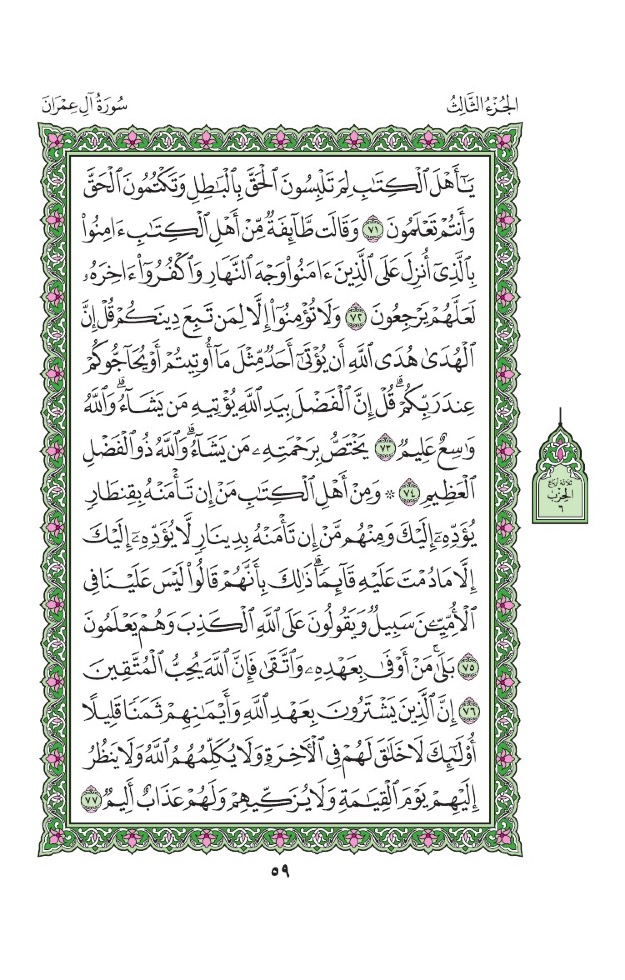 الجُزْءُ الثَّالِثُ
سُورَةُ آلِ عِمْرَانَ
يَٰٓأَهْلَ ٱلْكِتَٰبِ لِمَ تَلْبِسُونَ ٱلْحَقَّ بِٱلْبَٰطِلِ وَتَكْتُمُونَ ٱلْحَقَّ
وَأَنتُمْ تَعْلَمُونَ ٧١ وَقَالَت طَّآئِفَةٌ مِّنْ أَهْلِ ٱلْكِتَٰبِ ءَامِنُوا۟
بِٱلَّذِىٓ أُنزِلَ عَلَى ٱلَّذِينَ ءَامَنُوا۟ وَجْهَ ٱلنَّهَارِ وَٱكْفُرُوٓا۟ ءَاخِرَهُۥ
لَعَلَّهُمْ يَرْجِعُونَ ٧٢ وَلَا تُؤْمِنُوٓا۟ إِلَّا لِمَن تَبِعَ دِينَكُمْ قُلْ إِنَّ
ٱلْهُدَىٰ هُدَى ٱللَّهِ أَن يُؤْتَىٰٓ أَحَدٌ مِّثْلَ مَآ أُوتِيتُمْ أَوْ يُحَآجُّوكُمْ
عِندَ رَبِّكُمْ ۗ قُلْ إِنَّ ٱلْفَضْلَ بِيَدِ ٱللَّهِ يُؤْتِيهِ مَن يَشَآءُ ۗ وَٱللَّهُ
وَٰسِعٌ عَلِيمٌ ٧٣ يَخْتَصُّ بِرَحْمَتِهِۦ مَن يَشَآءُ ۗ وَٱللَّهُ ذُو ٱلْفَضْلِ
ٱلْعَظِيمِ ٧٤ ۞ وَمِنْ أَهْلِ ٱلْكِتَٰبِ مَنْ إِن تَأْمَنْهُ بِقِنطَارٍ
يُؤَدِّهِۦٓ إِلَيْكَ وَمِنْهُم مَّنْ إِن تَأْمَنْهُ بِدِينَارٍ لَّا يُؤَدِّهِۦٓ إِلَيْكَ
إِلَّا مَا دُمْتَ عَلَيْهِ قَآئِمًا ۗ ذَٰلِكَ بِأَنَّهُمْ قَالُوا۟ لَيْسَ عَلَيْنَا فِى
ٱلْأُمِّيِّـۧنَ سَبِيلٌ وَيَقُولُونَ عَلَى ٱللَّهِ ٱلْكَذِبَ وَهُمْ يَعْلَمُونَ
٧٥ بَلَىٰ ۚ مَنْ أَوْفَىٰ بِعَهْدِهِۦ وَٱتَّقَىٰ فَإِنَّ ٱللَّهَ يُحِبُّ ٱلْمُتَّقِينَ
٧٦ إِنَّ ٱلَّذِينَ يَشْتَرُونَ بِعَهْدِ ٱللَّهِ وَأَيْمَٰنِهِمْ ثَمَنًا قَلِيلًا
أُو۟لَٰٓئِكَ لَا خَلَٰقَ لَهُمْ فِى ٱلْءَاخِرَةِ وَلَا يُكَلِّمُهُمُ ٱللَّهُ وَلَا يَنظُرُ
إِلَيْهِمْ يَوْمَ ٱلْقِيَٰمَةِ وَلَا يُزَكِّيهِمْ وَلَهُمْ عَذَابٌ أَلِيمٌ ٧٧
ثلاثة أرباع
الحزب
٦
٥٩